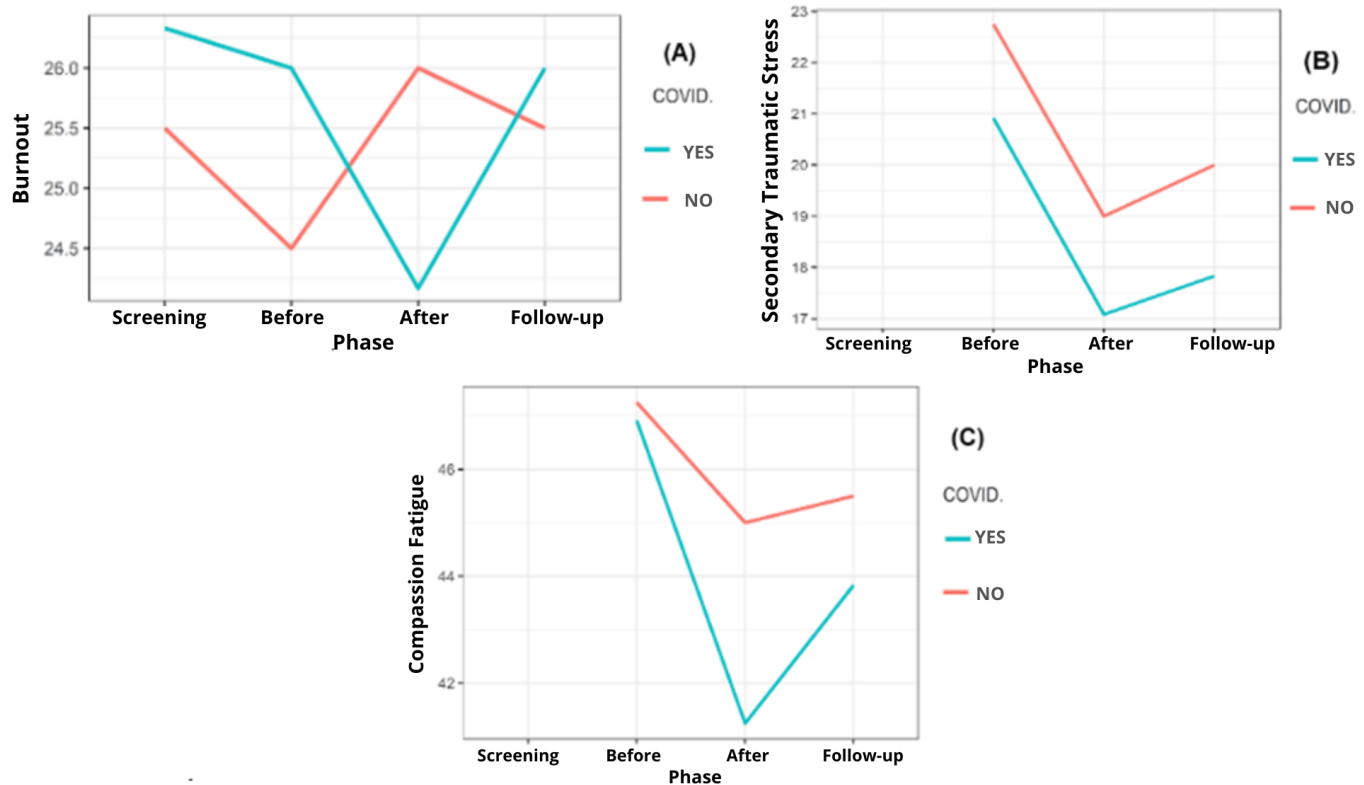 Burnout
26.0
25.5
25.0
24.5
Screening Before After Follow-up
Phase
(A)
COVID.
YES
NO
Secondary Traumatic Stress
23
22
21
20
19
18
17
Screening Before After Follow-up
Phase
(B)
COVID.
YES
NO
Compassion Fatigue
46
44
42
Screening Before After Follow-up
Phase
(C)
COVID.
YES
NO